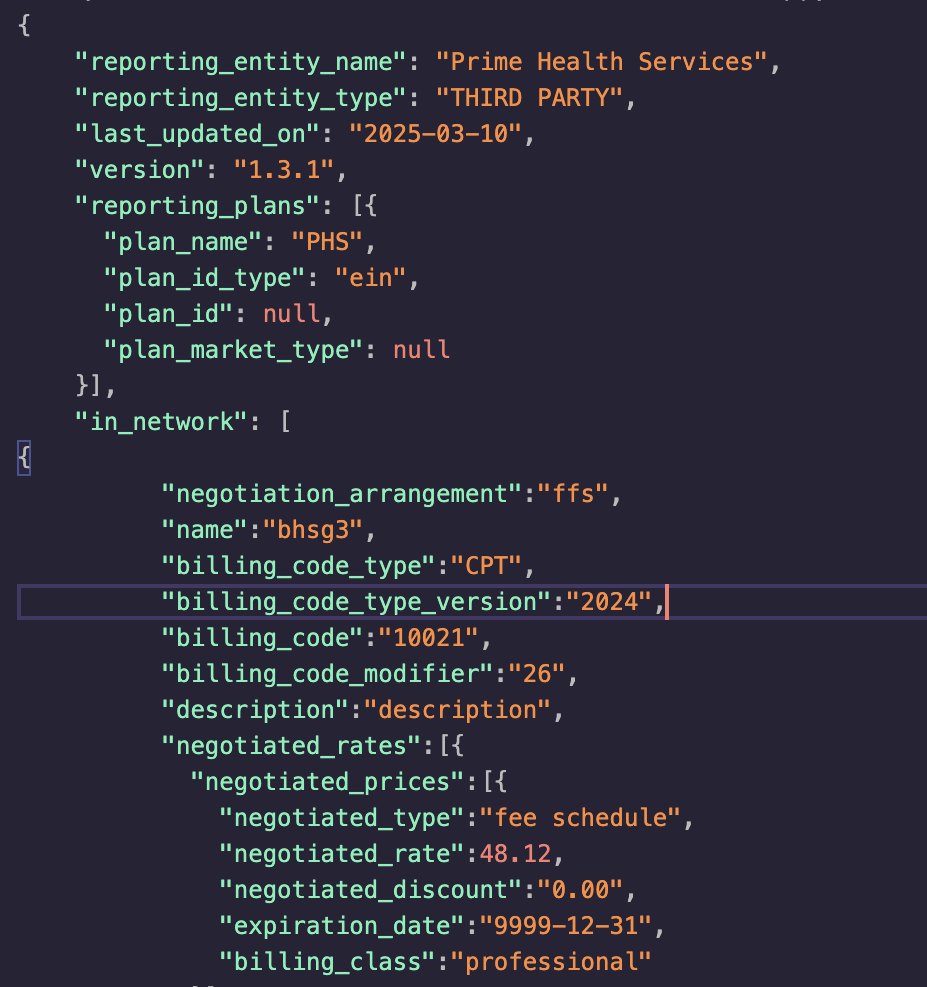 {
    "reporting_entity_name": "Prime Health Services",
    "reporting_entity_type": "THIRD PARTY",
    "last_updated_on": "2025-03-10",
    "version": "1.3.1",
    "reporting_plans": [{
      "plan_name": "PHS",
      "plan_id_type": "ein",
      "plan_id": null,
      "plan_market_type": null
    }],
    "in_network": [
{
          "negotiation_arrangement":"ffs",
          "name":"bhsg3",
          "billing_code_type":"CPT",
          "billing_code_type_version":"2024",
          "billing_code":"10021",
          "billing_code_modifier":"26",
          "description":"description",
          "negotiated_rates":[{
            "negotiated_prices":[{
              "negotiated_type":"fee schedule",
              "negotiated_rate":48.12,
              "negotiated_discount":"0.00",
              "expiration_date":"9999-12-31",
              "billing_class":"professional"